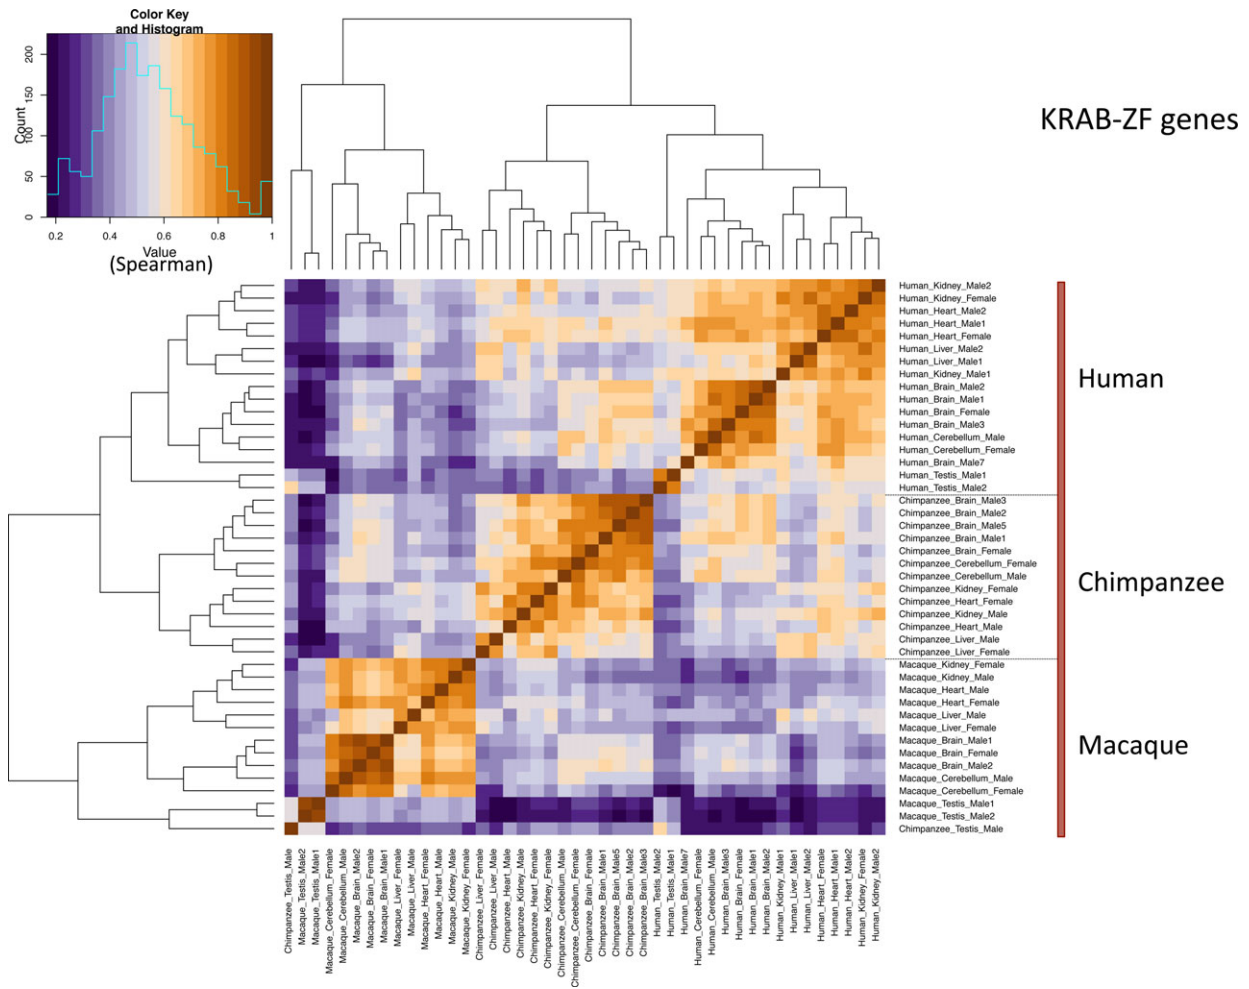 Color Key
and Histogram
Count
0
50
100
150
200
0.2
0.4
0.6
0.8
1
Value
(Spearman)
KRAB-ZF genes
Human_Kidney_Male2
Human_Kidney_Female
Human_Heart_Male2
Human_Heart_Male1
Human_Heart_Female
Human_Liver_Male2
Human_Liver_Male1
Human_Kidney_Male1
Human_Brain_Male2
Human_Brain_Male1
Human_Brain_Female
Human_Brain_Male3
Human_Cerebellum_Male
Human_Cerebellum_Female
Human_Brain_Male7
Human_Testis_Male1
Human_Testis_Male2
Chimpanzee_Brain_Male3
Chimpanzee_Brain_Male2
Chimpanzee_Brain_Male5
Chimpanzee_Brain_Male1
Chimpanzee_Brain_Female
Chimpanzee_Cerebellum_Female
Chimpanzee_Cerebellum_Male
Chimpanzee_Kidney_Female
Chimpanzee_Heart_Female
Chimpanzee_Kidney_Male
Chimpanzee_Heart_Male
Chimpanzee_Liver_Male
Chimpanzee_Liver_Female
Macaque_Kidney_Female
Macaque_Kidney_Male
Macaque_Heart_Male
Macaque_Heart_Female
Macaque_Liver_Male
Macaque_Liver_Female
Macaque_Brain_Male1
Macaque_Brain_Female
Macaque_Brain_Male2
Macaque_Cerebellum_Male
Macaque_Cerebellum_Female
Macaque_Testis_Male1
Macaque_Testis_Male2
Chimpanzee_Testis_Male
Human
Chimpanzee
Macaque
Chimpanzee_Testis_Male
Macaque_Testis_Male2
Macaque_Testis_Male1
Macaque_Cerebellum_Female
Macaque_Cerebellum_Male
Macaque_Brain_Male2
Macaque_Brain_Female
Macaque_Brain_Male1
Macaque_Liver_Female
Macaque_Liver_Male
Macaque_Heart_Female
Macaque_Heart_Male
Macaque_Kidney_Male
Macaque_Kidney_Female
Chimpanzee_Liver_Female
Chimpanzee_Liver_Male
Chimpanzee_Heart_Male
Chimpanzee_Kidney_Male
Chimpanzee_Heart_Female
Chimpanzee_Kidney_Female
Chimpanzee_Cerebellum_Male
Chimpanzee_Cerebellum_Female
Chimpanzee_Brain_Female
Chimpanzee_Brain_Male1
Chimpanzee_Brain_Male5
Chimpanzee_Brain_Male2
Chimpanzee_Brain_Male3
Human_Testis_Male2
Human_Testis_Male1
Human_Brain_Male7
Human_Cerebellum_Female
Human_Cerebellum_Male
Human_Brain_Male3
Human_Brain_Female
Human_Brain_Male1
Human_Brain_Male2
Human_Kidney_Male1
Human_Liver_Male1
Human_Liver_Male2
Human_Heart_Female
Human_Heart_Male1
Human_Heart_Male2
Human_Kidney_Female
Human_Kidney_Male2